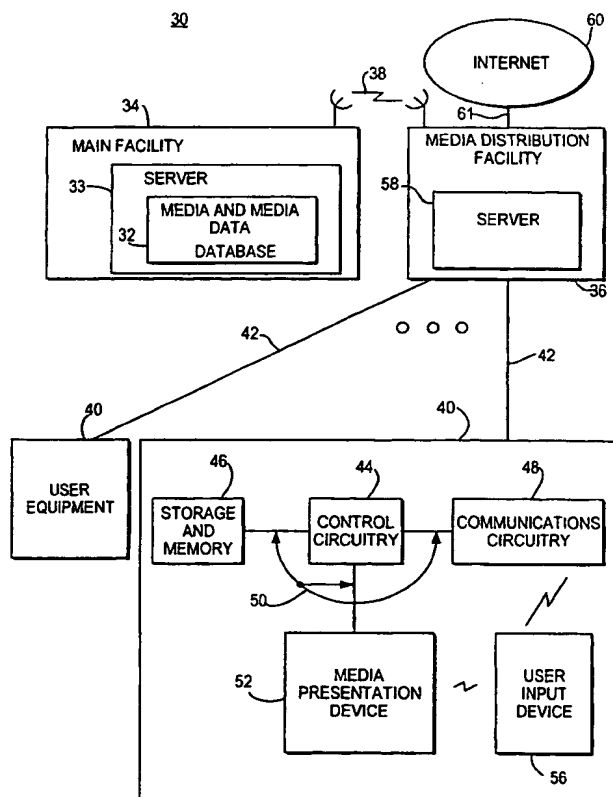 30
60
INTERNET
38
61
34
MAIN FACILITY
33
SERVER
MEDIA AND MEDIA
DATA
32
DATABASE
MEDIA DISTRIBUTION
FACILITY
58
SERVER
36
42
42
40
USER
EQUIPMENT
40
46
STORAGE
AND
MEMORY
44
CONTROL
CIRCUITRY
48
COMMUNICATIONS
CIRCUITRY
50
52
MEDIA
PRESENTATION
DEVICE
USER
INPUT
DEVICE
56